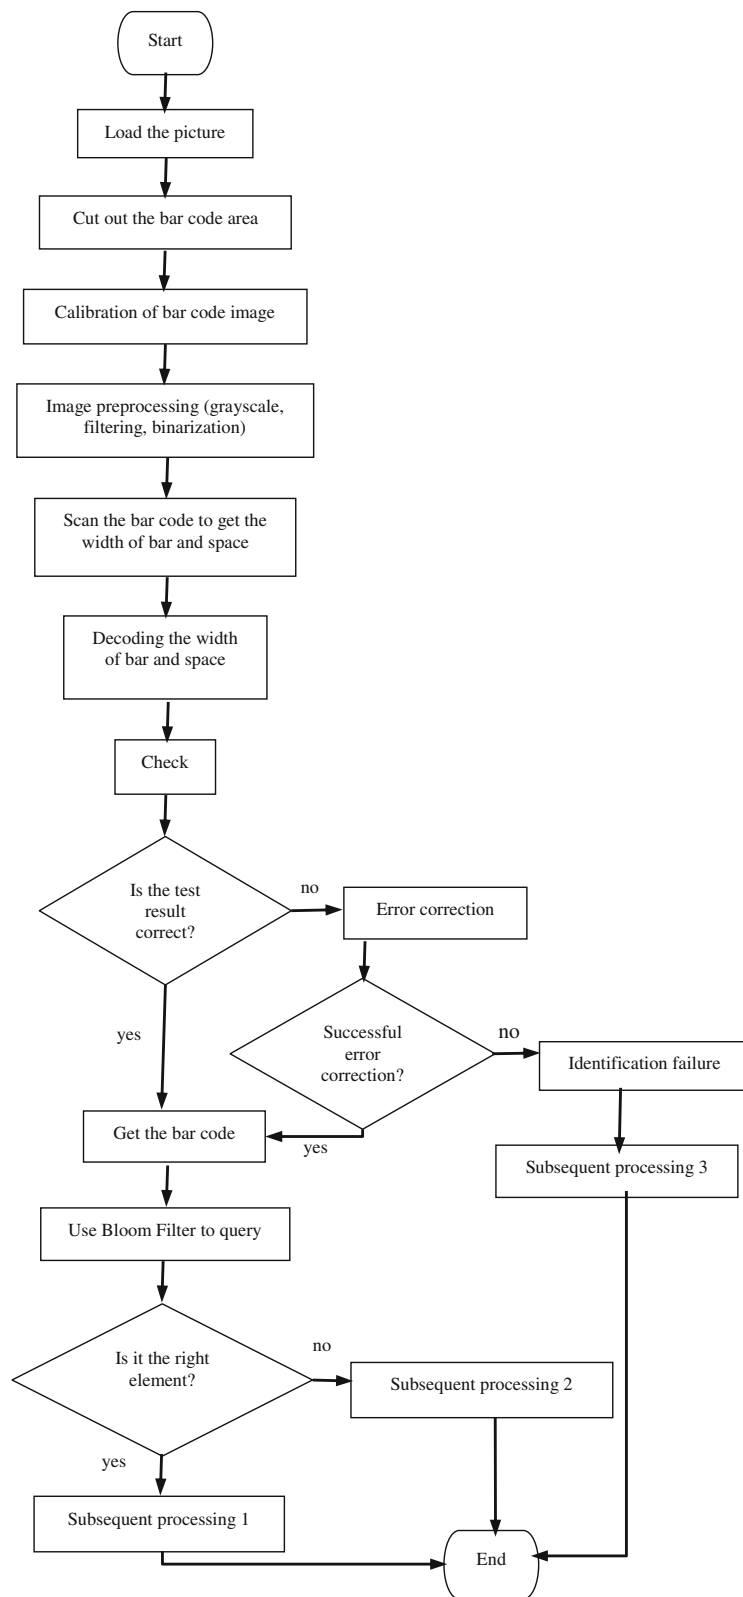 Start
Load the picture
Cut out the bar code area
Calibration of bar code image
Image preprocessing (grayscale,
filtering, binarization)
Scan the bar code to get the
width of bar and space
Decoding the width
of bar and space
Check
Is the test
result
correct?
no
Error correction
yes
Successful
error
correction?
no
Identification failure
Get the bar code
yes
Subsequent processing 3
Use Bloom Filter to query
Is it the right
element?
no
Subsequent processing 2
yes
Subsequent processing 1
End